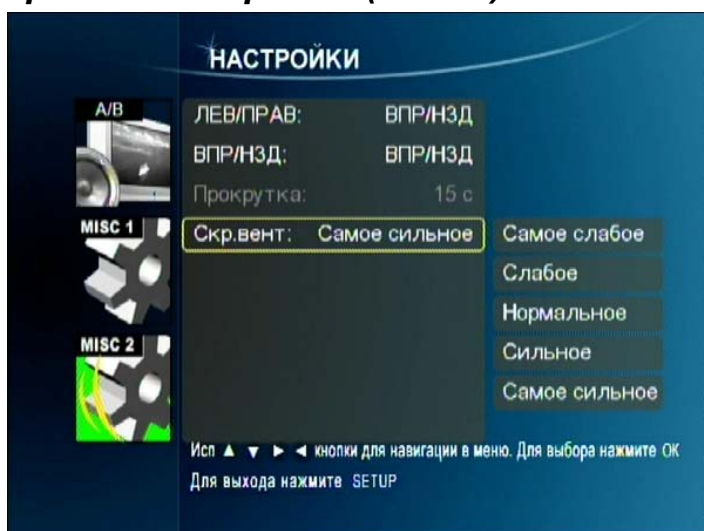 НАСТРОЙКИ
A/B
ЛЕВ/ПРАВ: ВПР/НЗД
ВПР/НЗД: ВПР/НЗД
Прокрутка: 15 с
MISC 1
Скр.вент: Самое сильное
Самое слабое
Слабое
Нормальное
MISC 2
Сильное
Самое сильное
Исп ▲ ▼ ► ◄ кнопки для навигации в меню. Для выбора нажмите OK
Для выхода нажмите SETUP